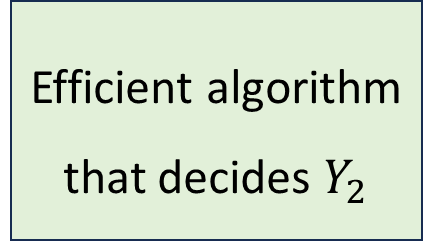 Efficient algorithm
that decides Y₂